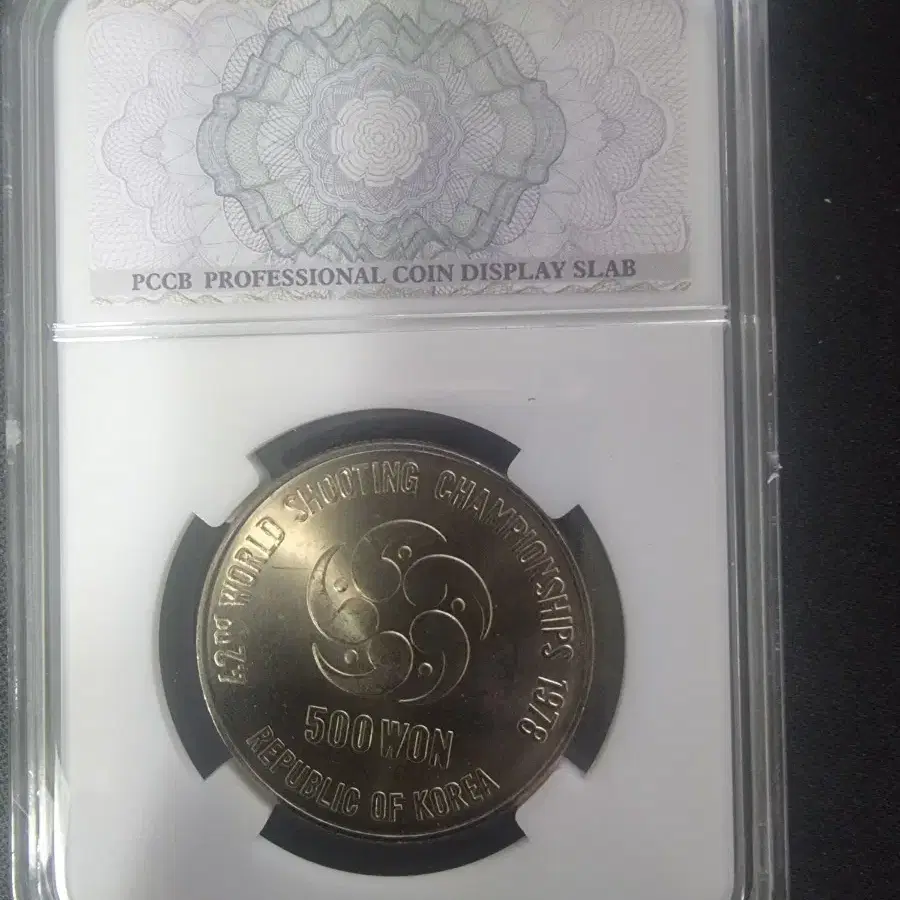 PCCB PROFESSIONAL COIN DISPLAY SLAB
42ND WORLD SHOOTING CHAMPIONSHIPS 1978
500 WON
REPUBLIC OF KOREA